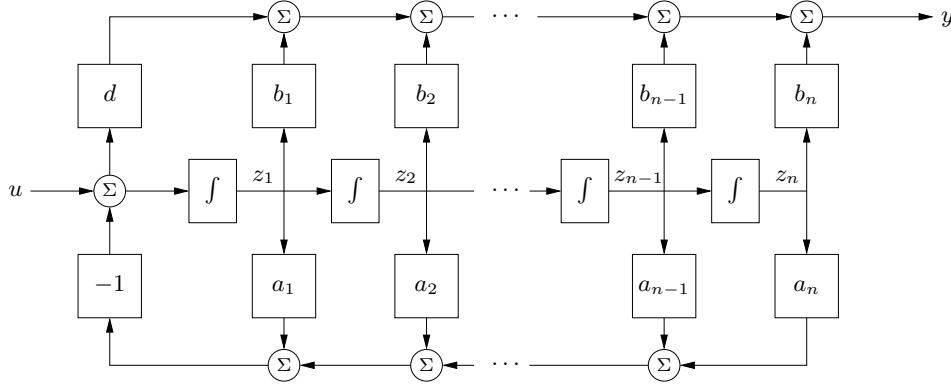 Σ Σ ⋯ Σ Σ y
d b₁ b₂ bₙ₋₁ bₙ
u Σ ∫ z₁ ∫ z₂ ⋯ ∫ zₙ₋₁ ∫ zₙ
−1 a₁ a₂ aₙ₋₁ aₙ
Σ Σ ⋯ Σ